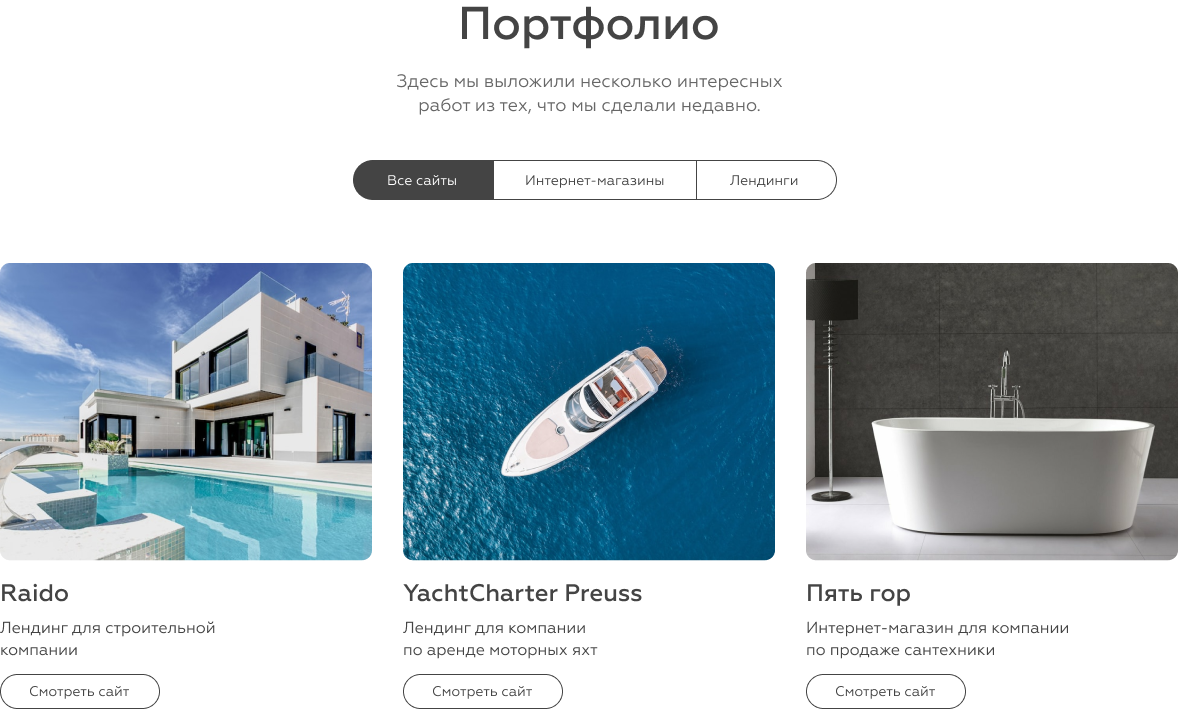 Портфолио
Здесь мы выложили несколько интересных
работ из тех, что мы сделали недавно.
Все сайты
Интернет-магазины
Лендинги
Raido
Лендинг для строительной
компании
Смотреть сайт
YachtCharter Preuss
Лендинг для компании
по аренде моторных яхт
Смотреть сайт
Пять гор
Интернет-магазин для компании
по продаже сантехники
Смотреть сайт